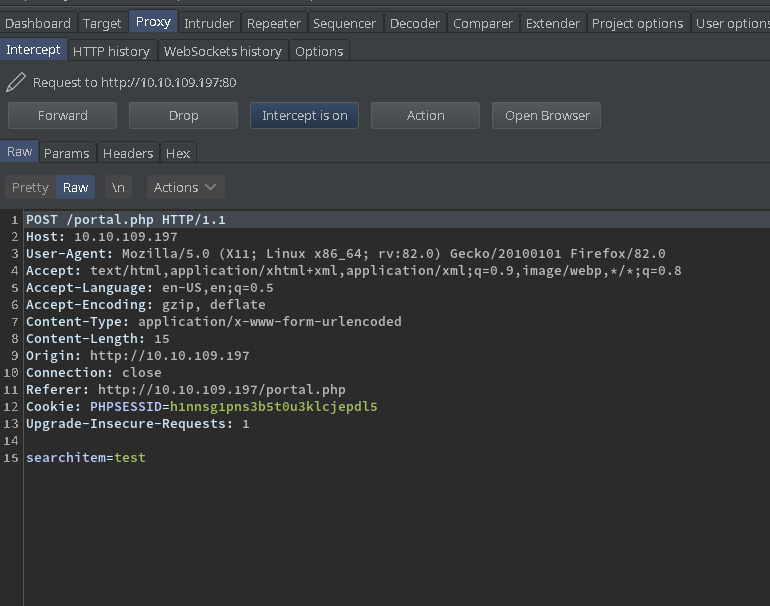 Dashboard Target Proxy Intruder Repeater Sequencer Decoder Comparer Extender Project options User options
Intercept HTTP history WebSockets history Options
Request to http://10.10.109.197:80
Forward Drop Intercept is on Action Open Browser
Raw Params Headers Hex
Pretty Raw \n Actions
1 POST /portal.php HTTP/1.1
2 Host: 10.10.109.197
3 User-Agent: Mozilla/5.0 (X11; Linux x86_64; rv:82.0) Gecko/20100101 Firefox/82.0
4 Accept: text/html,application/xhtml+xml,application/xml;q=0.9,image/webp,*/*;q=0.8
5 Accept-Language: en-US,en;q=0.5
6 Accept-Encoding: gzip, deflate
7 Content-Type: application/x-www-form-urlencoded
8 Content-Length: 15
9 Origin: http://10.10.109.197
10 Connection: close
11 Referer: http://10.10.109.197/portal.php
12 Cookie: PHPSESSID=h1nnsg1pns3b5t0u3klcjepdl5
13 Upgrade-Insecure-Requests: 1
14
15 searchitem=test